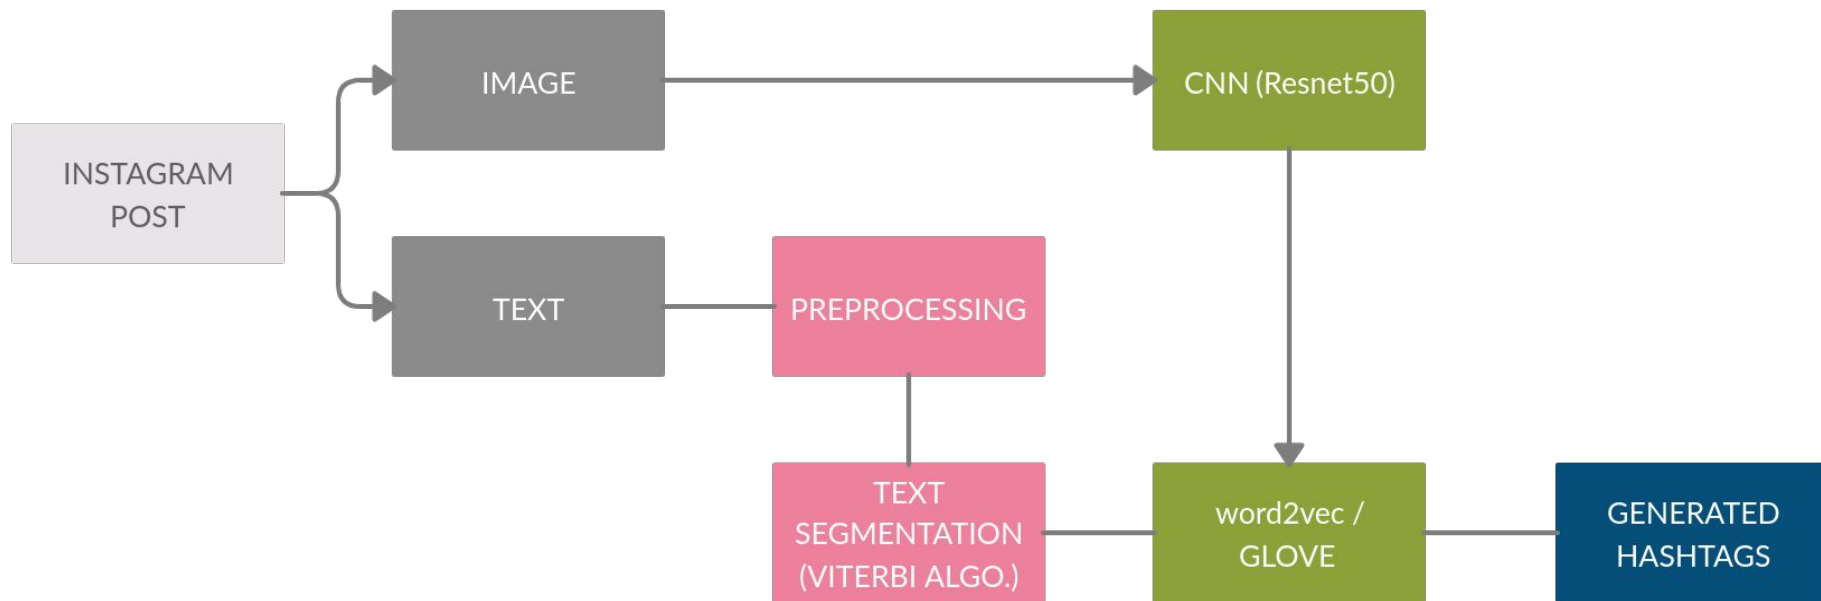 IMAGE
CNN (Resnet50)
INSTAGRAM
POST
TEXT
PREPROCESSING
TEXT
SEGMENTATION
(VITERBI ALGO.)
word2vec /
GLOVE
GENERATED
HASHTAGS